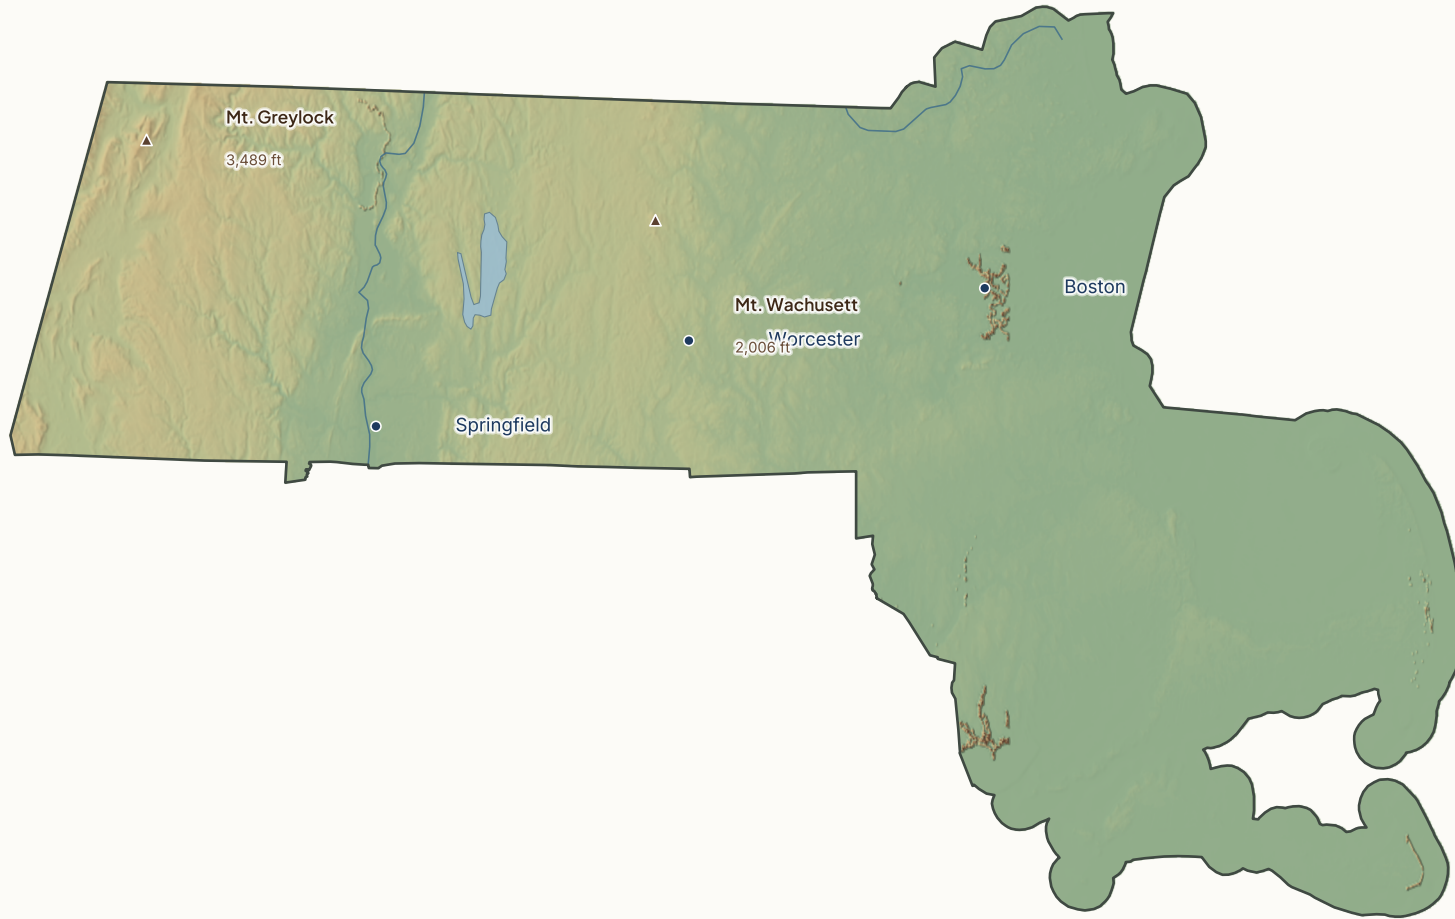 Mt. Greylock
3,489 ft
Boston
Mt. Wachusett
Worcester
2,006 ft
Springfield